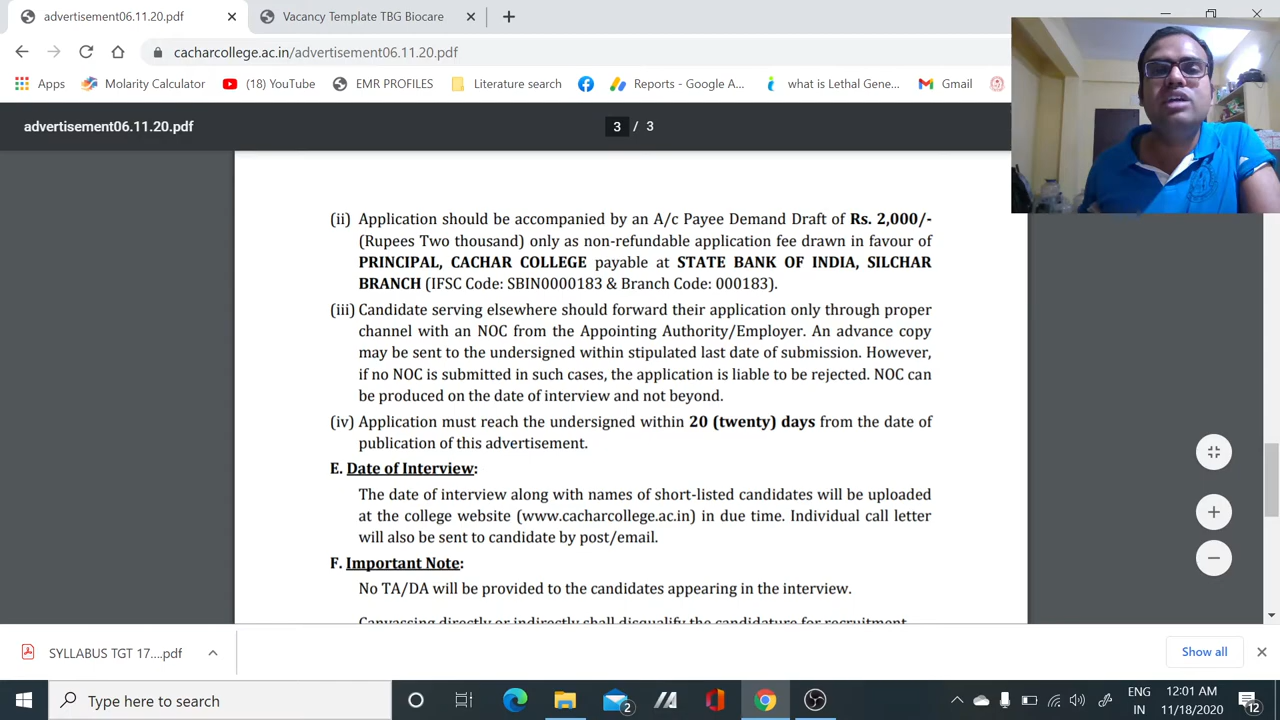 advertisement06.11.20.pdf
Vacancy Template TBG Biocare
cacharcollege.ac.in/advertisement06.11.20.pdf
Apps
Molarity Calculator
(18) YouTube
EMR PROFILES
Literature search
Reports - Google A...
what is Lethal Gene...
Gmail
advertisement06.11.20.pdf
3 / 3
(ii) Application should be accompanied by an A/c Payee Demand Draft of Rs. 2,000/-
(Rupees Two thousand) only as non-refundable application fee drawn in favour of
PRINCIPAL, CACHAR COLLEGE payable at STATE BANK OF INDIA, SILCHAR
BRANCH (IFSC Code: SBIN0000183 & Branch Code: 000183).
(iii) Candidate serving elsewhere should forward their application only through proper
channel with an NOC from the Appointing Authority/Employer. An advance copy
may be sent to the undersigned within stipulated last date of submission. However,
if no NOC is submitted in such cases, the application is liable to be rejected. NOC can
be produced on the date of interview and not beyond.
(iv) Application must reach the undersigned within 20 (twenty) days from the date of
publication of this advertisement.
E. Date of Interview:
The date of interview along with names of short-listed candidates will be uploaded
at the college website (www.cacharcollege.ac.in) in due time. Individual call letter
will also be sent to candidate by post/email.
F. Important Note:
No TA/DA will be provided to the candidates appearing in the interview.
Canvassing directly or indirectly shall disqualify the candidature for recruitment.
SYLLABUS TGT 17....pdf
Show all
Type here to search
2
ENG
IN
12:01 AM
11/18/2020
12